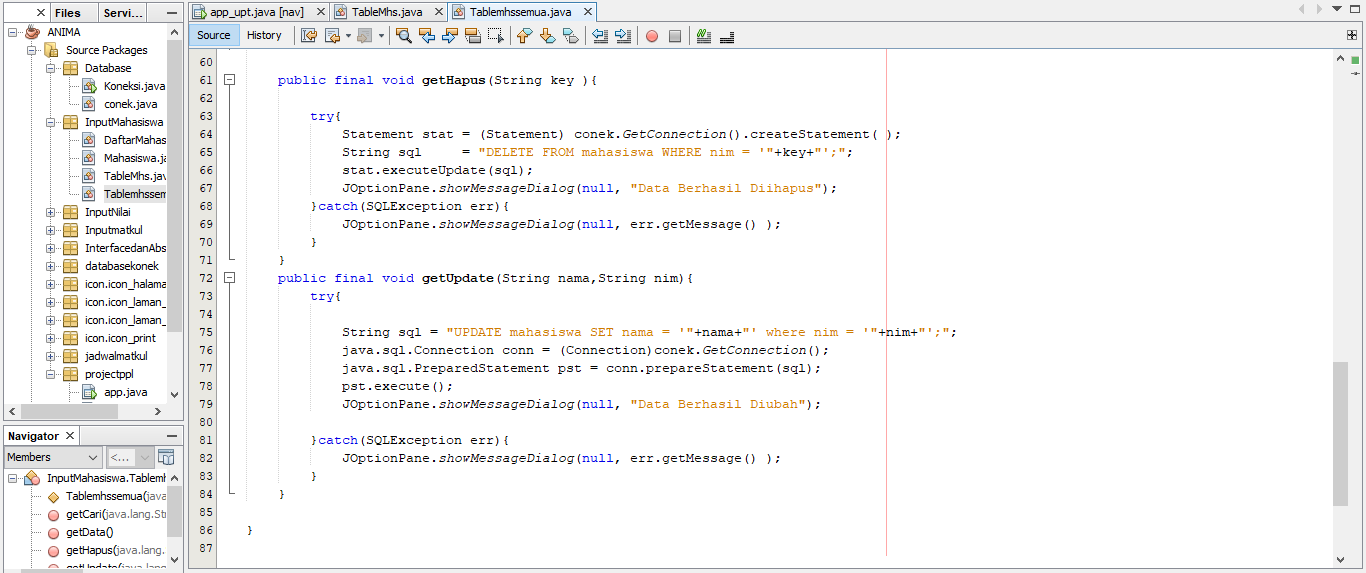 Files
Servi...
app_upt.java [nav]
TableMhs.java
Tablemhssemua.java
Source
History
ANIMA
Source Packages
Database
Koneksi.java
conek.java
InputMahasiswa
DaftarMahas
Mahasiswa.ja
TableMhs.jav
Tablemhssem
InputNilai
Inputmatkul
InterfacedanAbs
databasekonek
icon.icon_halama
icon.icon_laman_
icon.icon_laman_
icon.icon_print
jadwalmatkul
projectppl
app.java
Navigator
Members
<...
InputMahasiswa.Tablemh
Tablemhssemua(java
getCari(java.lang.Str
getData()
getHapus(java.lang.
getUpdate(java.lang
60
61 public final void getHapus(String key ){
62
63 try{
64 Statement stat = (Statement) conek.GetConnection().createStatement( );
65 String sql = "DELETE FROM mahasiswa WHERE nim = '"+key+"';";
66 stat.executeUpdate(sql);
67 JOptionPane.showMessageDialog(null, "Data Berhasil Diihapus");
68 }catch(SQLException err){
69 JOptionPane.showMessageDialog(null, err.getMessage() );
70 }
71 }
72 public final void getUpdate(String nama,String nim){
73 try{
74
75 String sql = "UPDATE mahasiswa SET nama = '"+nama+"' where nim = '"+nim+"';";
76 java.sql.Connection conn = (Connection)conek.GetConnection();
77 java.sql.PreparedStatement pst = conn.prepareStatement(sql);
78 pst.execute();
79 JOptionPane.showMessageDialog(null, "Data Berhasil Diubah");
80
81 }catch(SQLException err){
82 JOptionPane.showMessageDialog(null, err.getMessage() );
83 }
84 }
85
86 }
87